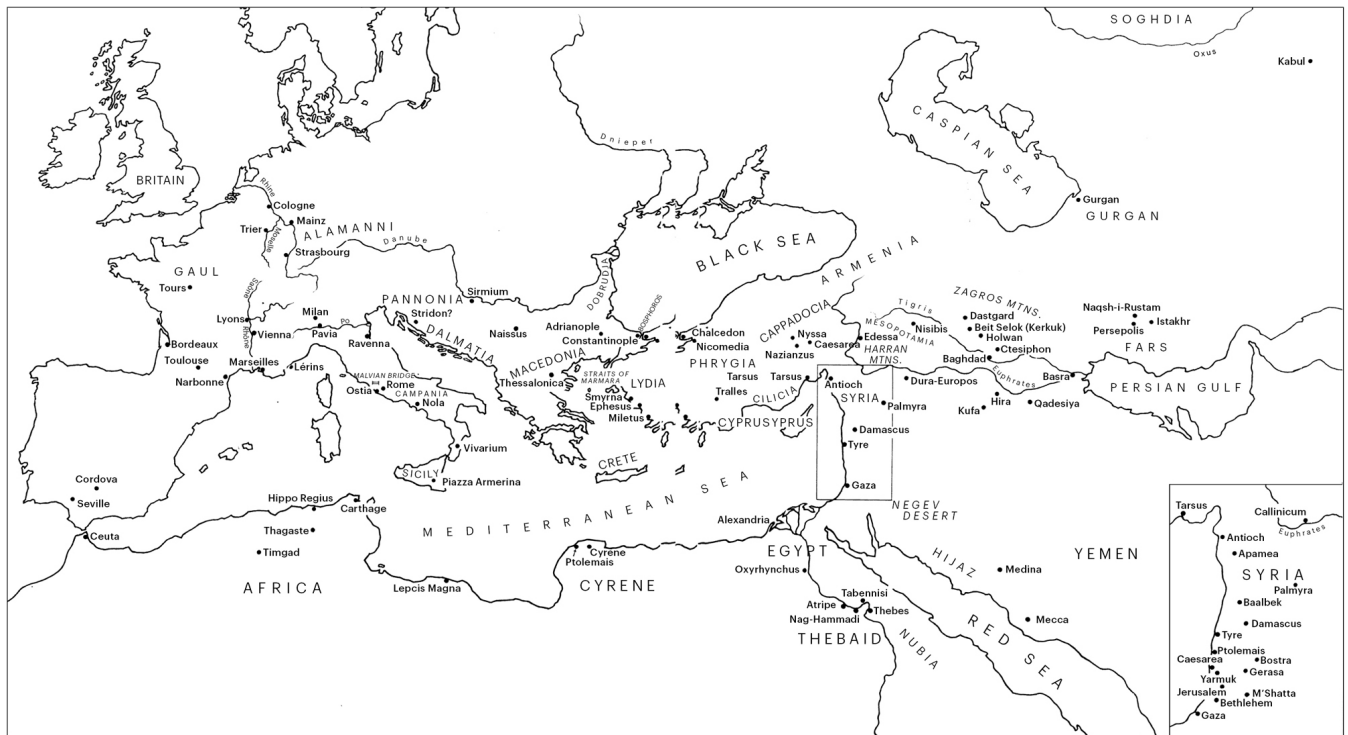 SOGHDIA
Oxus
Kabul
CASPIAN SEA
Dniepet
BRITAIN
Rhine
Cologne
Gurgan
GURGAN
Mainz
Trier
Moselle
ALAMANNI
Danube
Strasbourg
BLACK SEA
ARMENIA
GAUL
Tours
Saône
DOBRUDJA
PANNONIA
Sirmium
Stridon?
ZAGROS MTNS.
Tigris
Dastgard
Naqsh-i-Rustam
Istakhr
Persepolis
FARS
BOSPHOROS
CAPPADOCIA
MESOPOTAMIA
Nisibis
Beit Selok (Kerkuk)
Holwan
Ctesiphon
Baghdad
Lyons
Rhône
Vienna
Milan
Pavia
Po
Ravenna
DALMATIA
Naissus
Adrianople
Constantinople
Chalcedon
Nicomedia
Nyssa
Caesarea
Nazianzus
Edessa
HARRAN
MTNS.
Bordeaux
Toulouse
Narbonne
Marseilles
Lérins
MACEDONIA
Thessalonica
PHRYGIA
STRAITS OF
MARMARA
LYDIA
Tarsus
Tarsus
Antioch
Dura-Europos
Euphrates
Basra
PERSIAN GULF
MALVIAN BRIDGE
Ostia
Rome
CAMPANIA
Nola
Smyrna
Ephesus
Miletus
Tralles
CILICIA
SYRIA
Palmyra
Hira
Kufa
Qadesiya
CYPRUSYPRUS
Damascus
Tyre
Vivarium
CRETE
SICILY
Piazza Armerina
MEDITERRANEAN SEA
Gaza
NEGEV
DESERT
Cordova
Seville
Hippo Regius
Carthage
Ceuta
Thagaste
Timgad
AFRICA
Lepcis Magna
Cyrene
Ptolemais
CYRENE
Alexandria
EGYPT
Oxyrhynchus
HIJAZ
Medina
YEMEN
Tabennisi
Atripe
Nag-Hammadi
Thebes
THEBAID
NUBIA
RED SEA
Mecca
Tarsus
Callinicum
Euphrates
Antioch
Apamea
SYRIA
Palmyra
Baalbek
Damascus
Tyre
Ptolemais
Caesarea
Bostra
Gerasa
Yarmuk
Jerusalem
M'Shatta
Bethlehem
Gaza